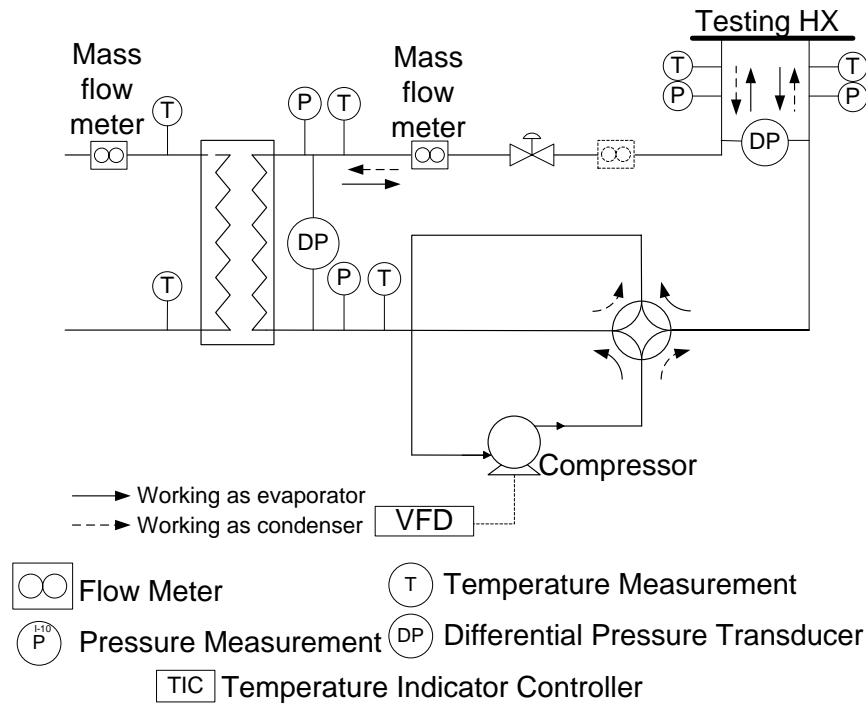 Testing HX
Mass
flow
meter
Mass
flow
meter
T
P
T
T
P
T
P
DP
DP
T
P
T
Compressor
Working as evaporator
Working as condenser
VFD
Flow Meter
T
Temperature Measurement
I-10
P
Pressure Measurement
DP
Differential Pressure Transducer
TIC
Temperature Indicator Controller